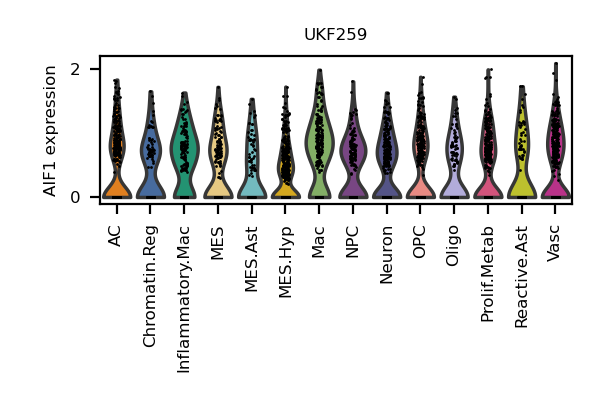 UKF259
AIF1 expression
2
0
AC
Chromatin.Reg
Inflammatory.Mac
MES
MES.Ast
MES.Hyp
Mac
NPC
Neuron
OPC
Oligo
Prolif.Metab
Reactive.Ast
Vasc